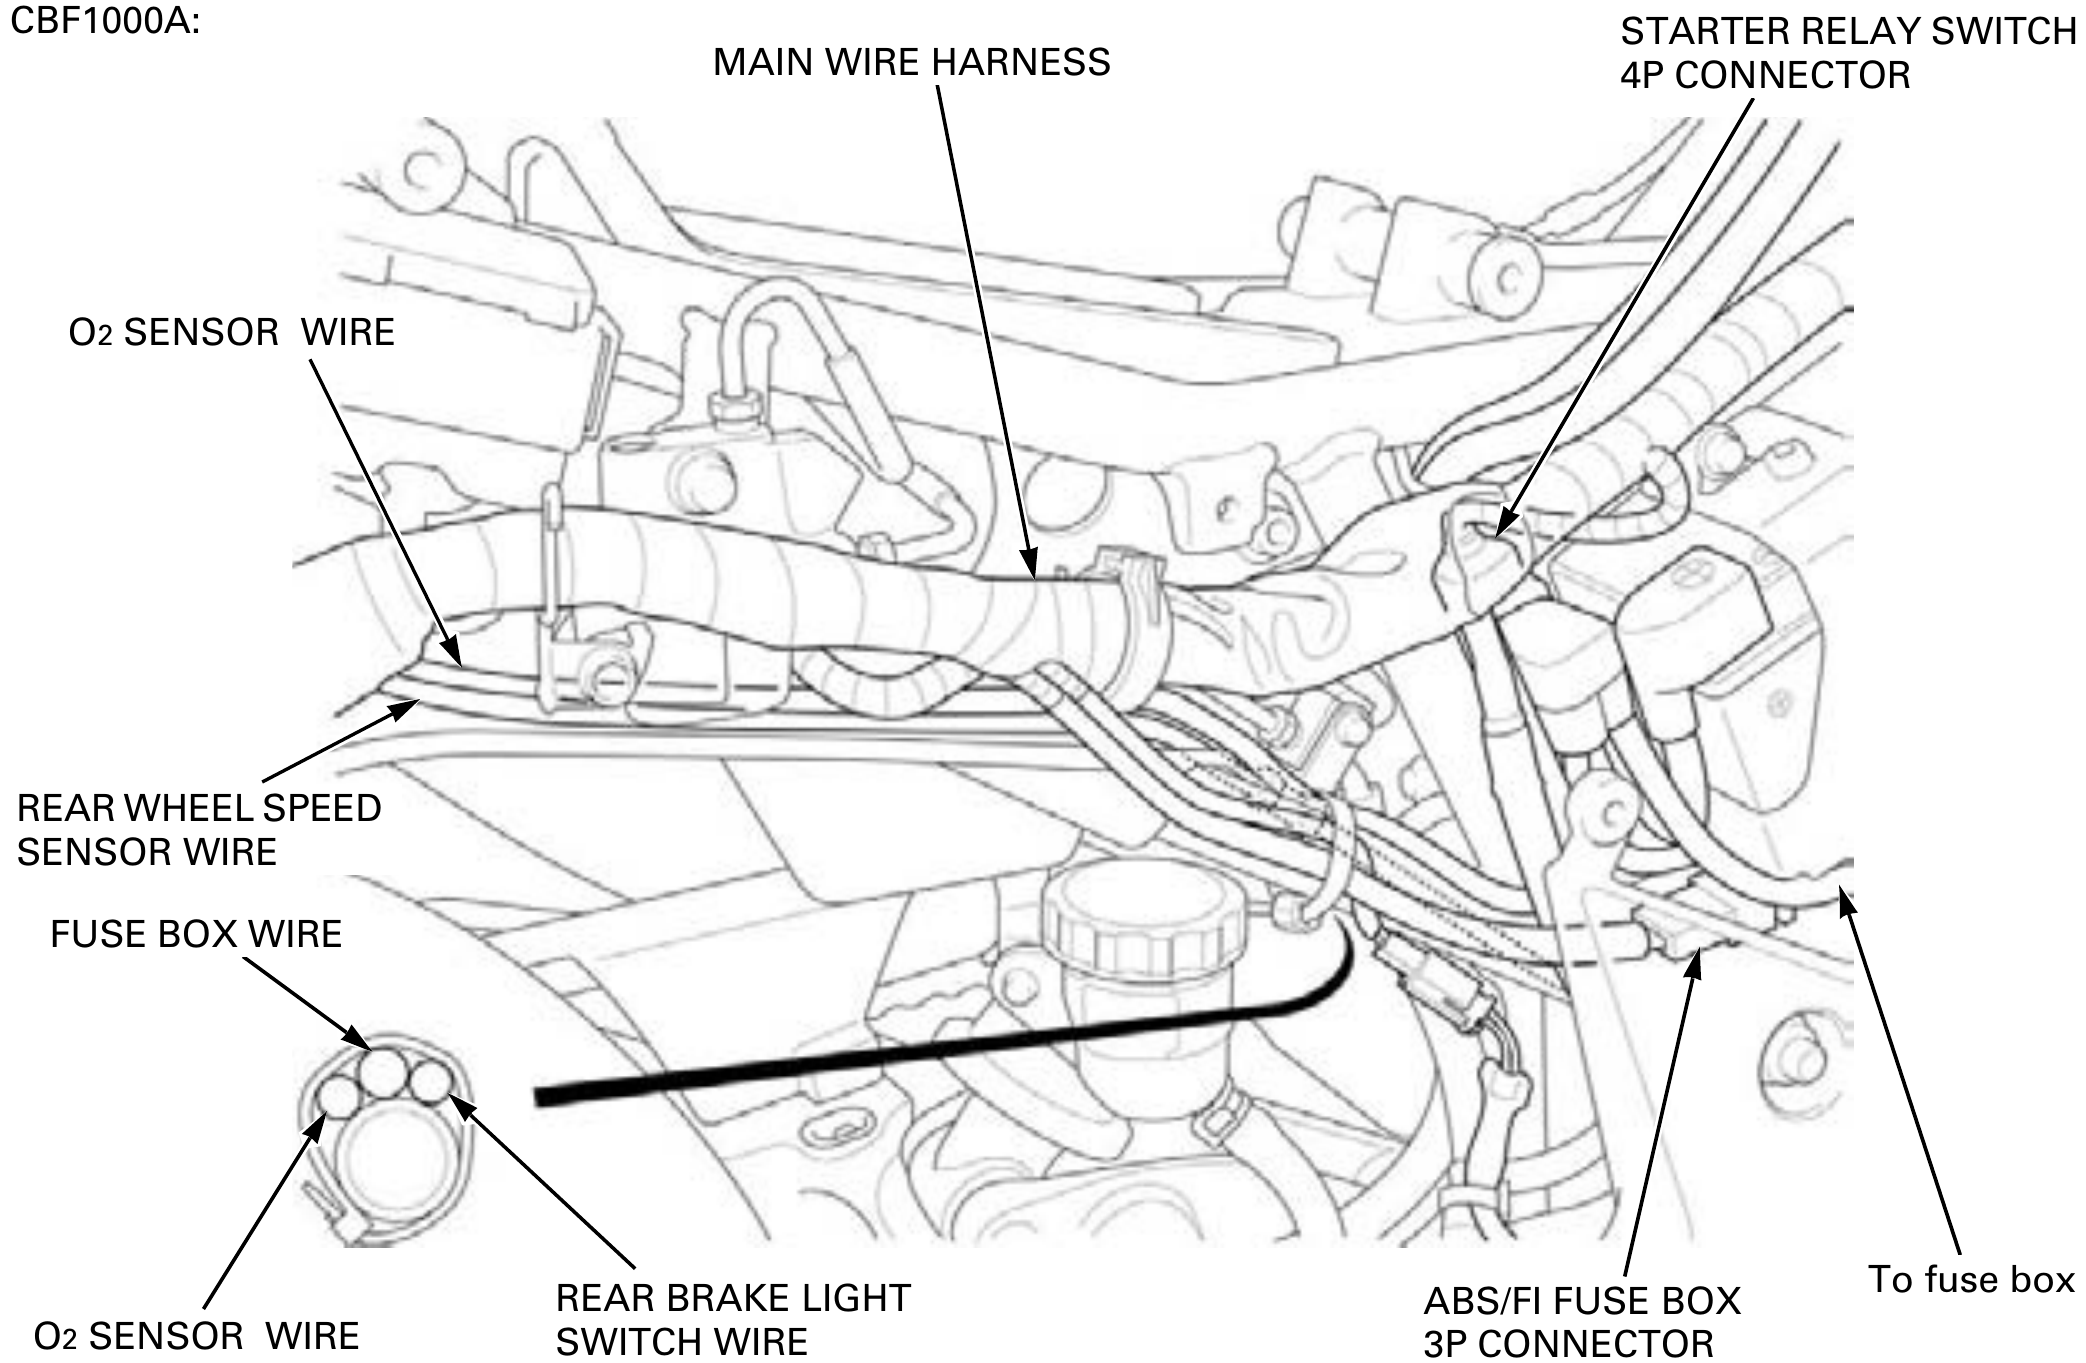 CBF1000A:
MAIN WIRE HARNESS
STARTER RELAY SWITCH
4P CONNECTOR
O2 SENSOR WIRE
REAR WHEEL SPEED
SENSOR WIRE
FUSE BOX WIRE
O2 SENSOR WIRE
REAR BRAKE LIGHT
SWITCH WIRE
ABS/FI FUSE BOX
3P CONNECTOR
To fuse box